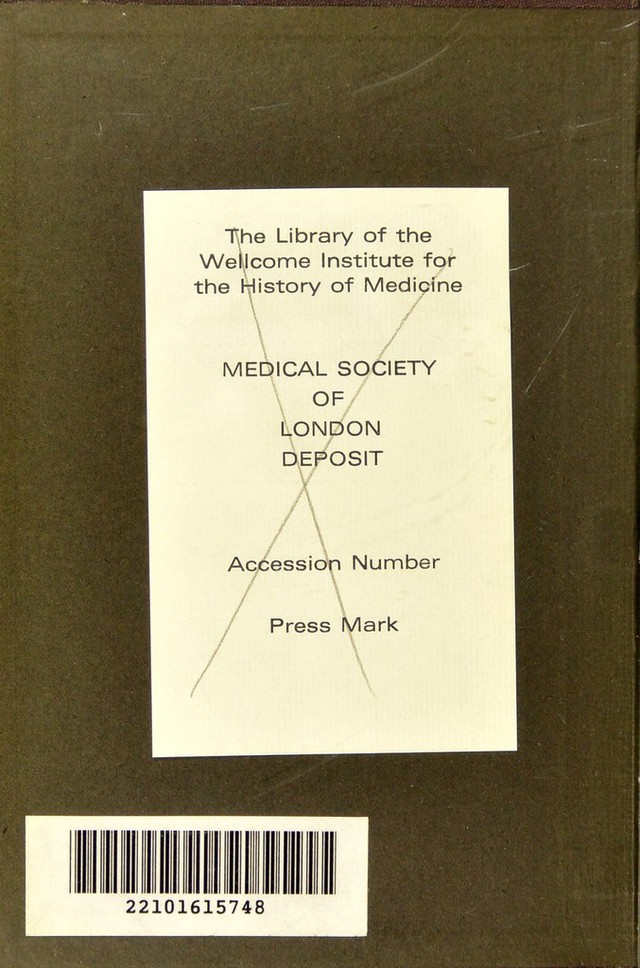 The Library of the
Wellcome Institute for
the History of Medicine
MEDICAL SOCIETY
OF
LONDON
DEPOSIT
Accession Number
Press Mark
22101615748